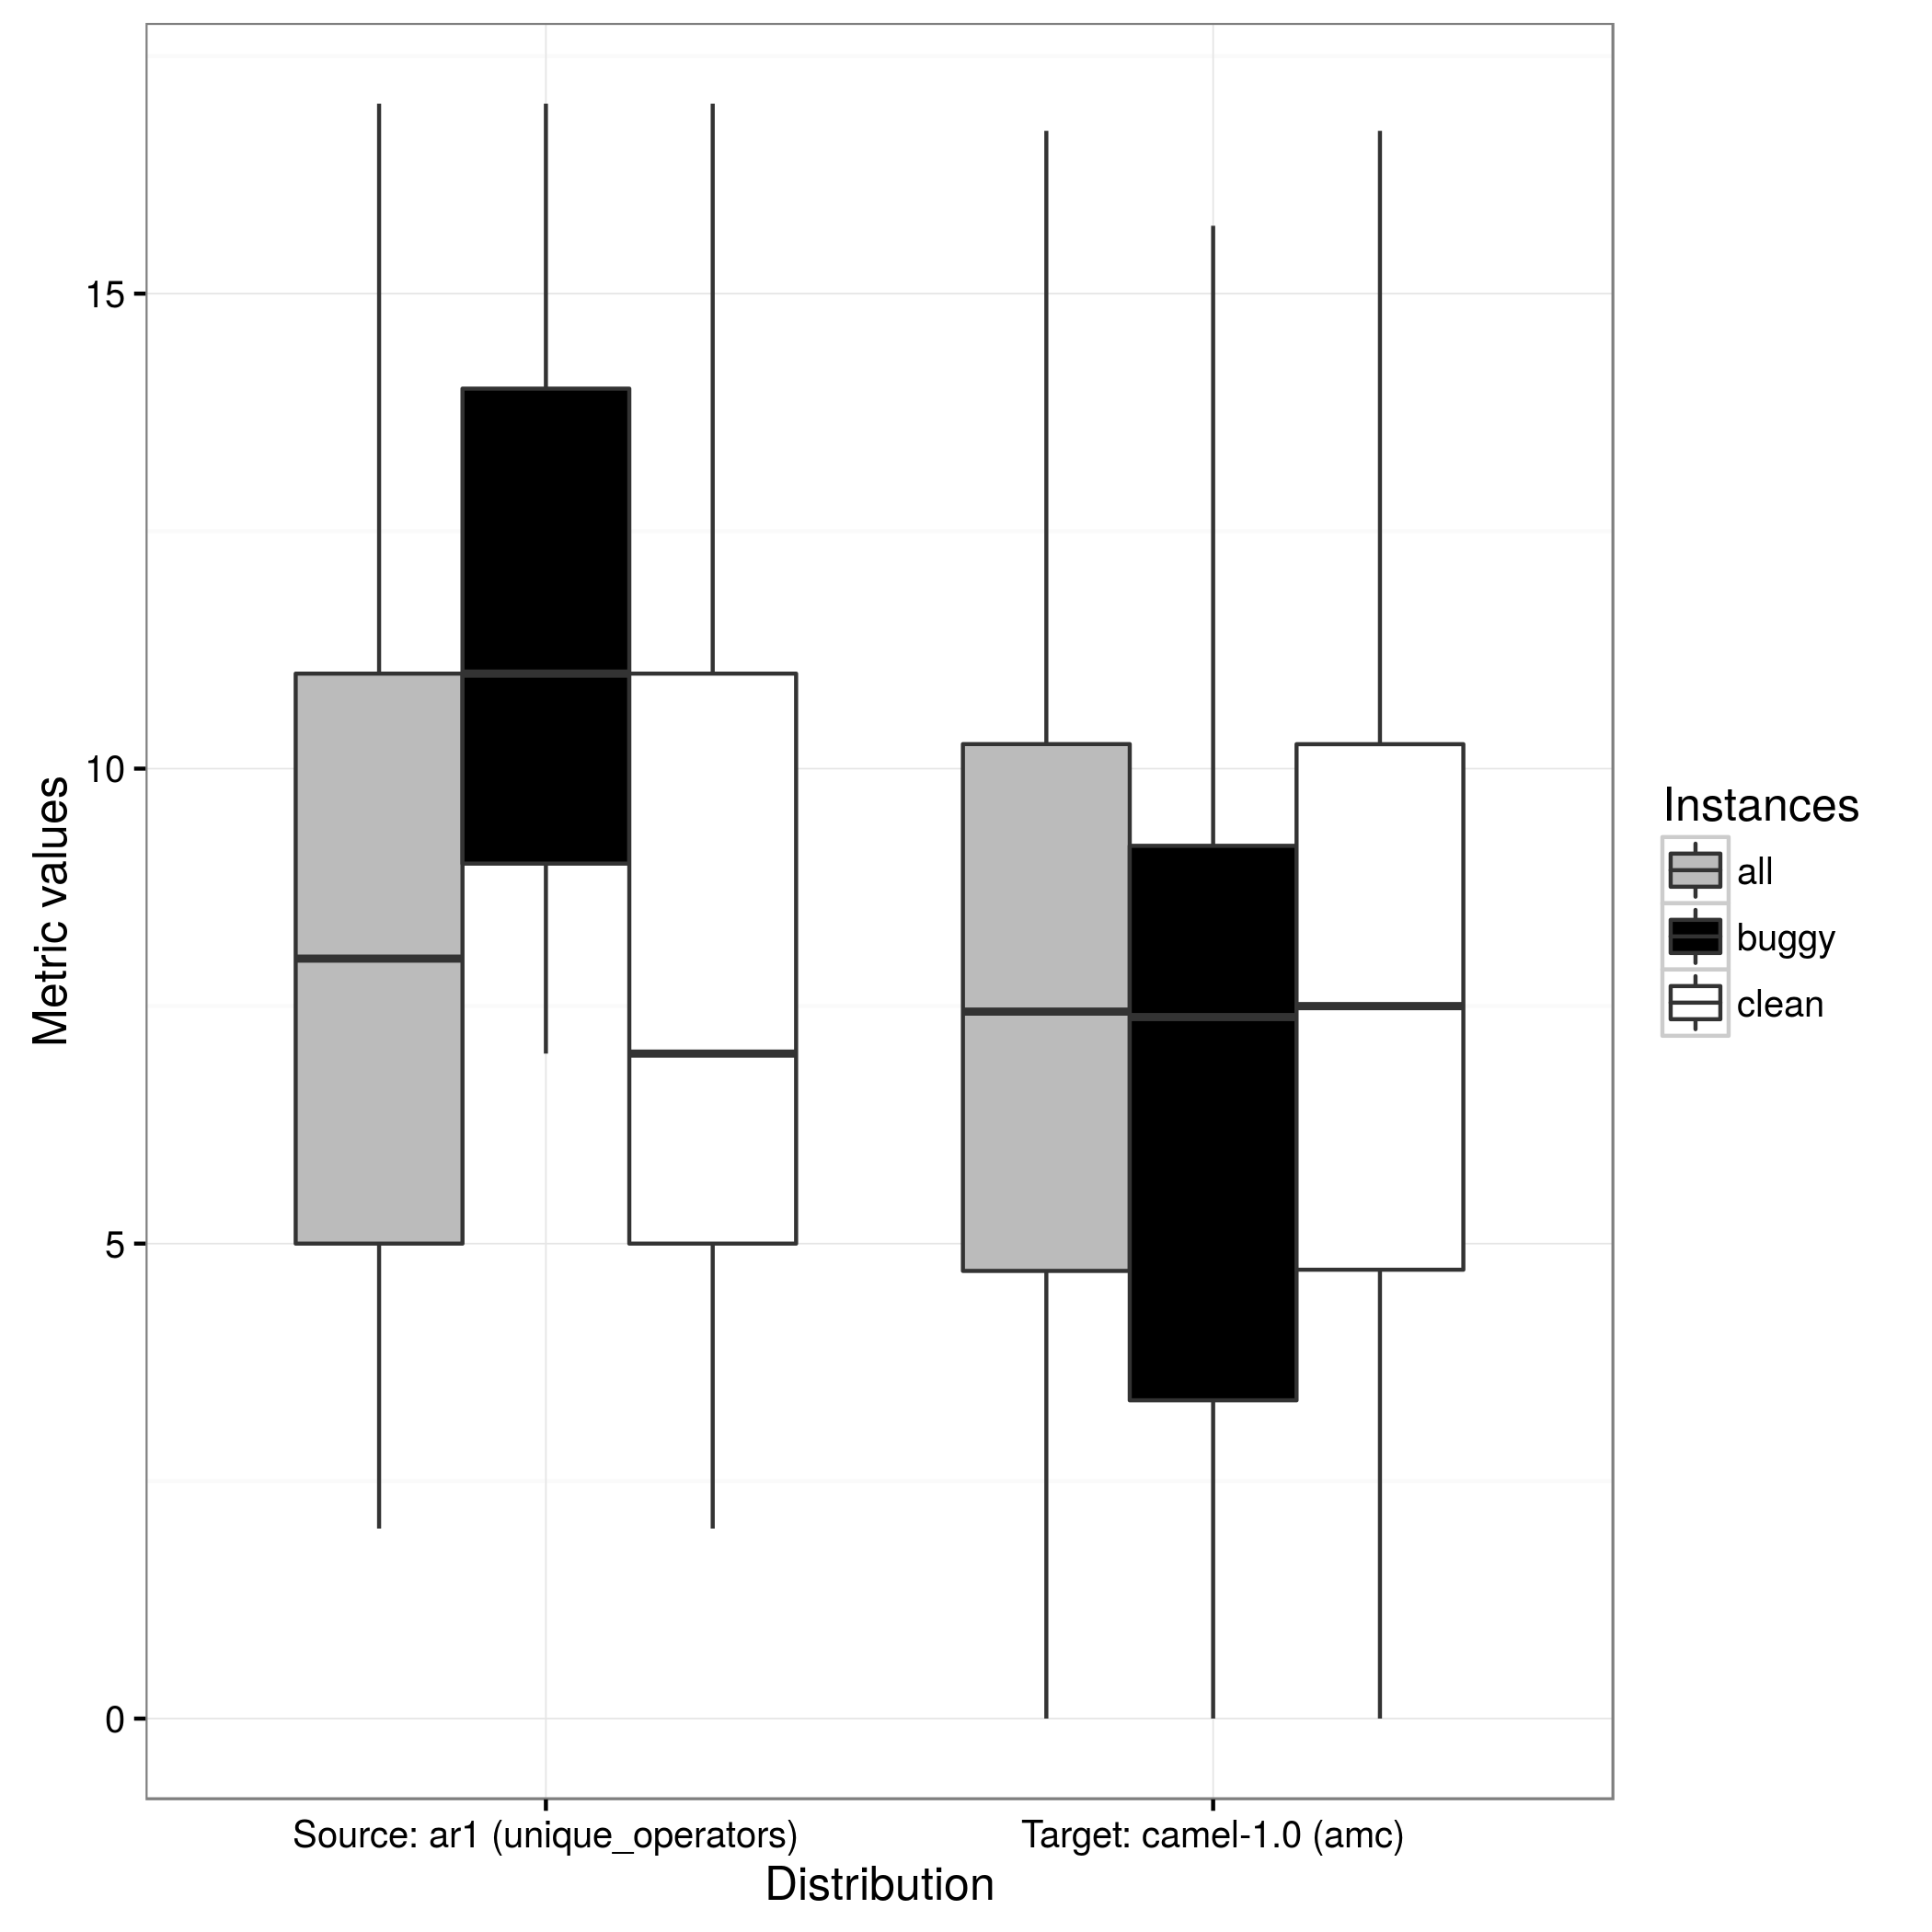 Metric values
15
10
5
0
Source: ar1 (unique_operators)
Target: camel-1.0 (amc)
Distribution
Instances
all
buggy
clean